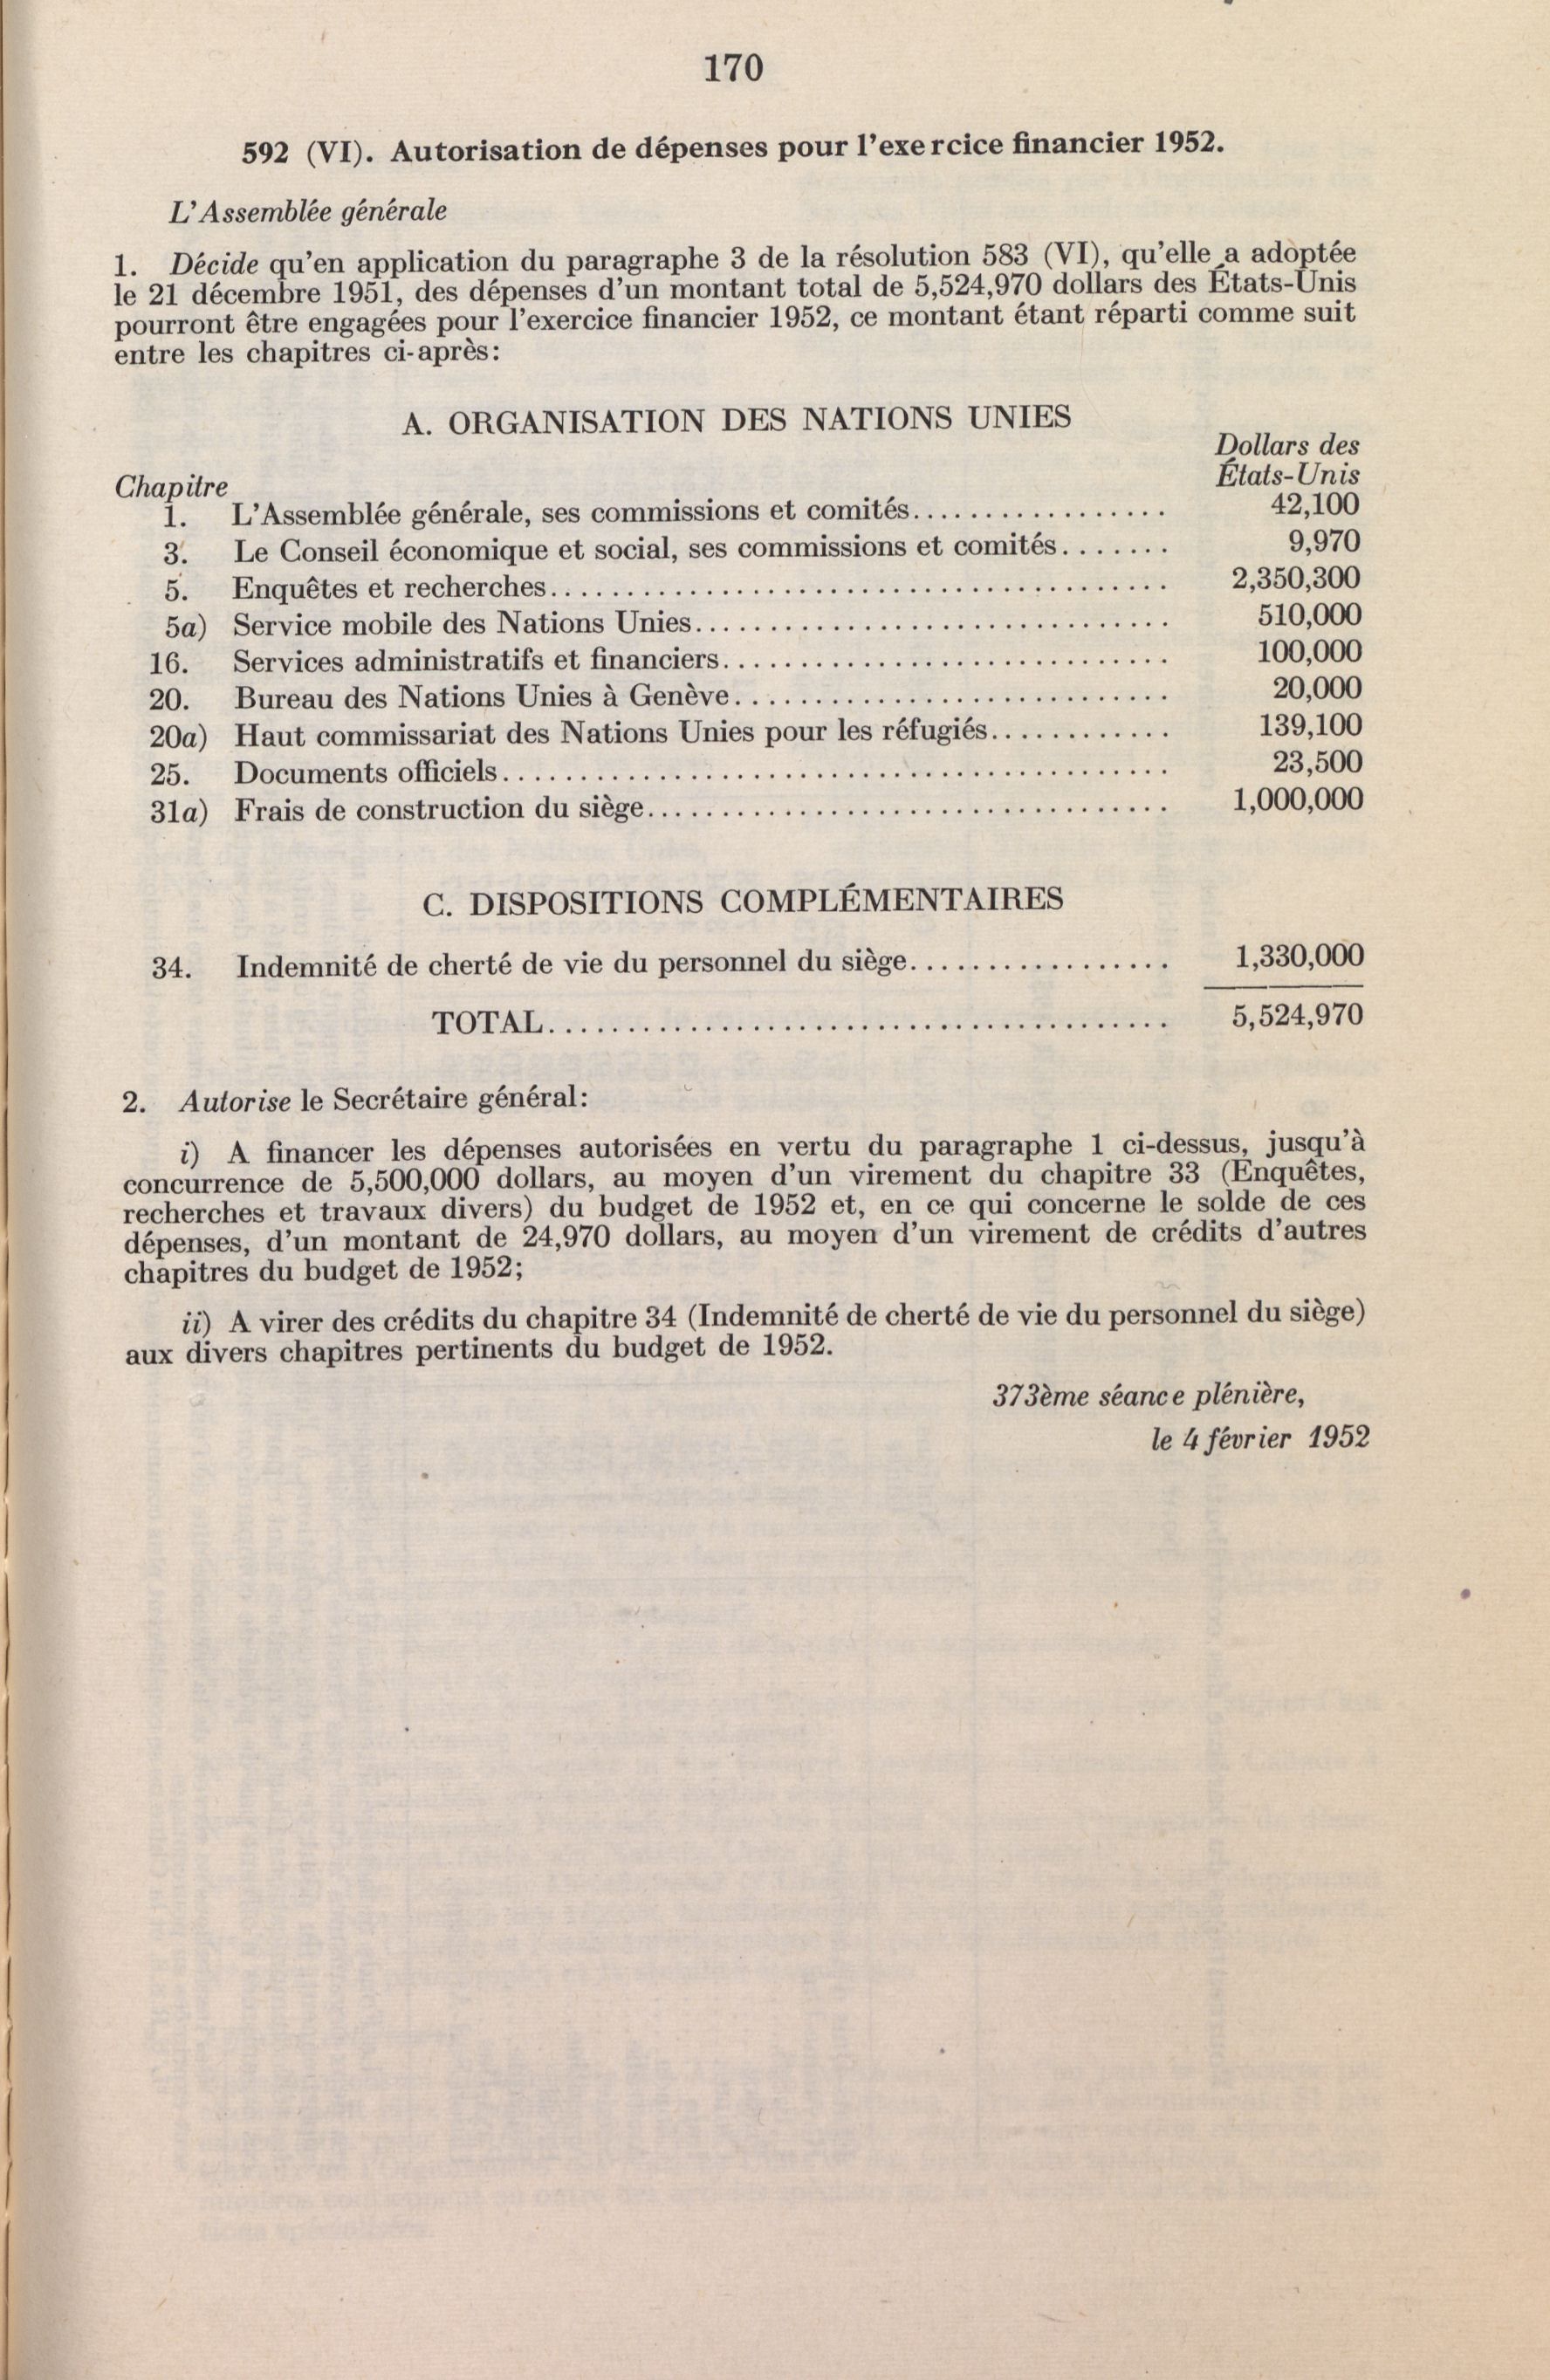 170
592 (VI). Autorisation de dépenses pour l'exercice financier 1952.
L'Assemblée générale
1. Décide qu'en application du paragraphe 3 de la résolution 583 (VI), qu'elle a adoptée
le 21 décembre 1951, des dépenses d'un montant total de 5,524,970 dollars des États-Unis
pourront être engagées pour l'exercice financier 1952, ce montant étant réparti comme suit
entre les chapitres ci-après:
A. ORGANISATION DES NATIONS UNIES
Dollars des
États-Unis
Chapitre
1. L'Assemblée générale, ses commissions et comités.................. 42,100
3. Le Conseil économique et social, ses commissions et comités....... 9,970
5. Enquêtes et recherches........................................ 2,350,300
5a) Service mobile des Nations Unies............................... 510,000
16. Services administratifs et financiers............................. 100,000
20. Bureau des Nations Unies à Genève............................ 20,000
20a) Haut commissariat des Nations Unies pour les réfugiés............ 139,100
25. Documents officiels........................................... 23,500
31a) Frais de construction du siège.................................. 1,000,000
C. DISPOSITIONS COMPLÉMENTAIRES
34. Indemnité de cherté de vie du personnel du siège................. 1,330,000
TOTAL........................................ 5,524,970
2. Autorise le Secrétaire général:
i) A financer les dépenses autorisées en vertu du paragraphe 1 ci-dessus, jusqu'à
concurrence de 5,500,000 dollars, au moyen d'un virement du chapitre 33 (Enquêtes,
recherches et travaux divers) du budget de 1952 et, en ce qui concerne le solde de ces
dépenses, d'un montant de 24,970 dollars, au moyen d'un virement de crédits d'autres
chapitres du budget de 1952;
ii) A virer des crédits du chapitre 34 (Indemnité de cherté de vie du personnel du siège)
aux divers chapitres pertinents du budget de 1952.
373ème séance plénière,
le 4 février 1952